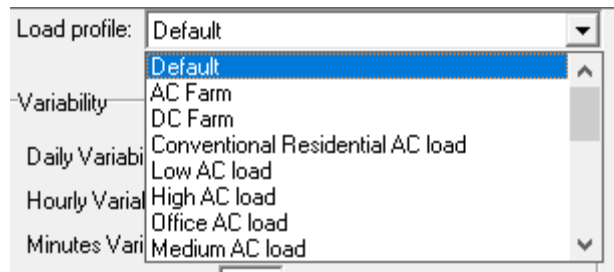 Load profile: Default
Default
AC Farm
Variability
DC Farm
Conventional Residential AC load
Daily Variabi
Low AC load
Hourly Varial
High AC load
Office AC load
Minutes Vari
Medium AC load